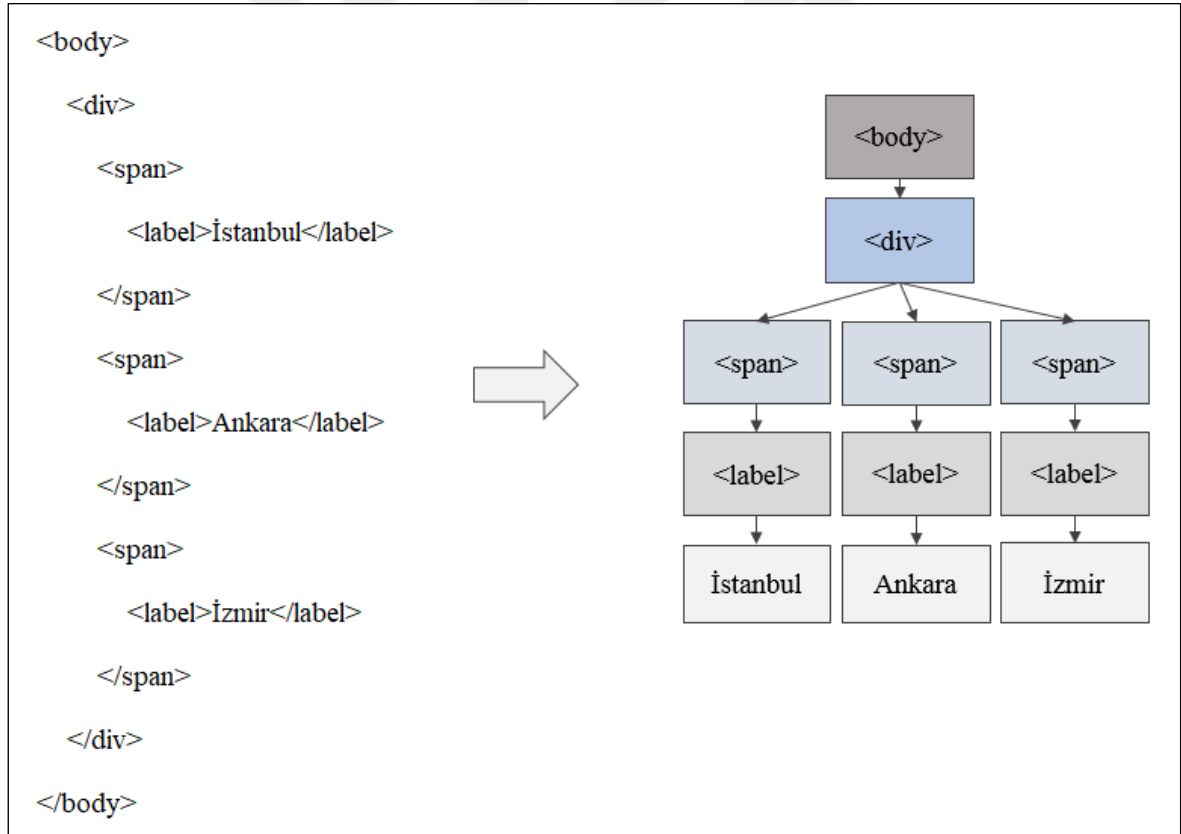 <body>
<div>
<span>
<label>İstanbul</label>
</span>
<span>
<label>Ankara</label>
</span>
<span>
<label>İzmir</label>
</span>
</div>
</body>
<body>
<div>
<span> <span> <span>
<label> <label> <label>
İstanbul Ankara İzmir